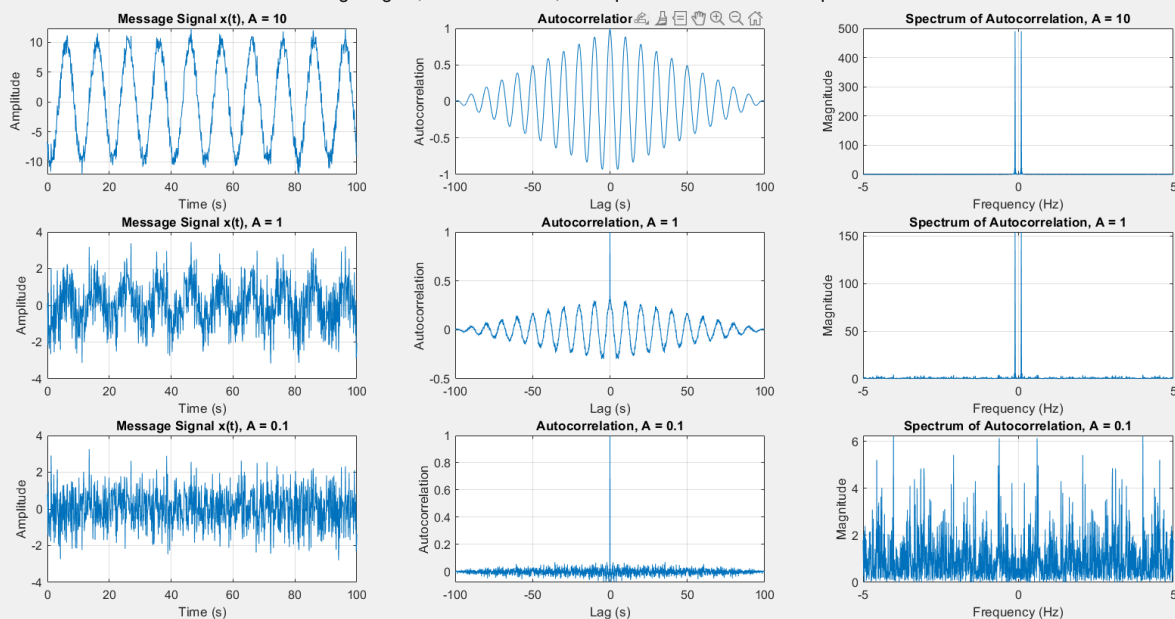 Message Signal x(t), A = 10
Amplitude
10
5
0
-5
-10
0 20 40 60 80 100
Time (s)
Autocorrelation
Autocorrelation
1
0.5
0
-0.5
-1
-100 -50 0 50 100
Lag (s)
Spectrum of Autocorrelation, A = 10
Magnitude
500
400
300
200
100
0
-5 0 5
Frequency (Hz)
Message Signal x(t), A = 1
Amplitude
4
2
0
-2
-4
0 20 40 60 80 100
Time (s)
Autocorrelation, A = 1
Autocorrelation
1
0.5
0
-0.5
-100 -50 0 50 100
Lag (s)
Spectrum of Autocorrelation, A = 1
Magnitude
150
100
50
0
-5 0 5
Frequency (Hz)
Message Signal x(t), A = 0.1
Amplitude
4
2
0
-2
-4
0 20 40 60 80 100
Time (s)
Autocorrelation, A = 0.1
Autocorrelation
1
0.8
0.6
0.4
0.2
0
-100 -50 0 50 100
Lag (s)
Spectrum of Autocorrelation, A = 0.1
Magnitude
6
4
2
0
-5 0 5
Frequency (Hz)